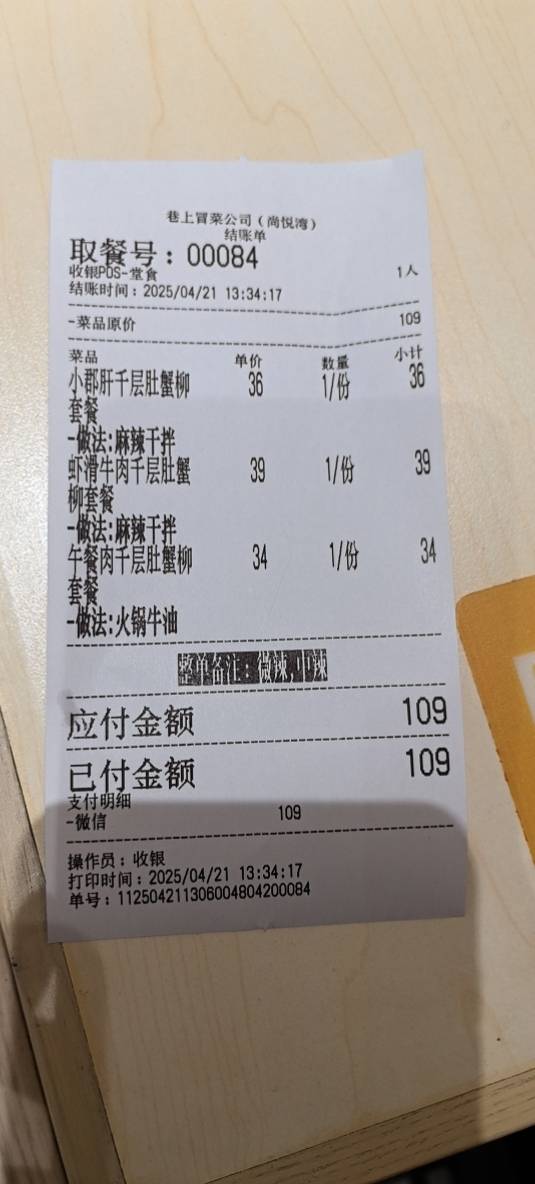 巷上冒菜公司（尚悦湾）
结账单
取餐号：00084
收银POS-堂食 1人
结账时间：2025/04/21 13:34:17
-菜品原价 109
菜品 单价 数量 小计
小郡肝千层肚蟹柳 36 1/份 36
套餐
-做法:麻辣干拌
虾滑牛肉千层肚蟹 39 1/份 39
柳套餐
-做法:麻辣干拌
午餐肉千层肚蟹柳 34 1/份 34
套餐
-做法:火锅牛油
整单备注：微辣,中辣
应付金额 109
已付金额 109
支付明细
-微信 109
操作员：收银
打印时间：2025/04/21 13:34:17
单号：112504211306004804200084